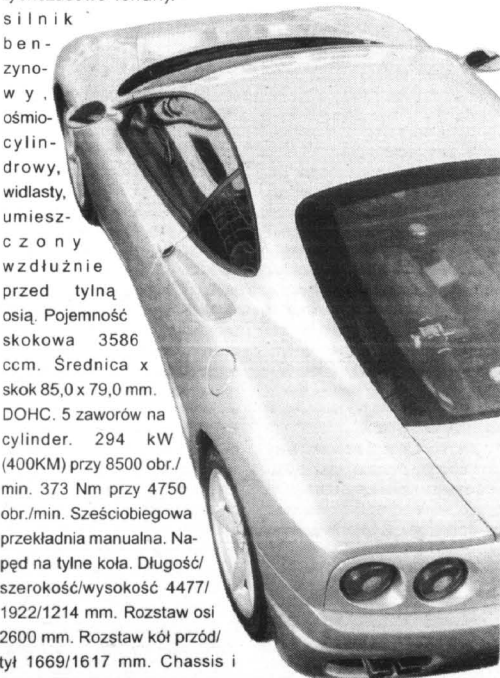 silnik
ben-
zyno-
wy,
ośmio-
cylin-
drowy,
widlasty,
umiesz-
czony
wzdłużnie
przed tylną
osią. Pojemność
skokowa 3586
ccm. Średnica x
skok 85,0 x 79,0 mm.
DOHC. 5 zaworów na
cylinder. 294 kW
(400KM) przy 8500 obr./
min. 373 Nm przy 4750
obr./min. Sześciobiegowa
przekładnia manualna. Na-
pęd na tylne koła. Długość/
szerokość/wysokość 4477/
1922/1214 mm. Rozstaw osi
2600 mm. Rozstaw kół przód/
tył 1669/1617 mm. Chassis i